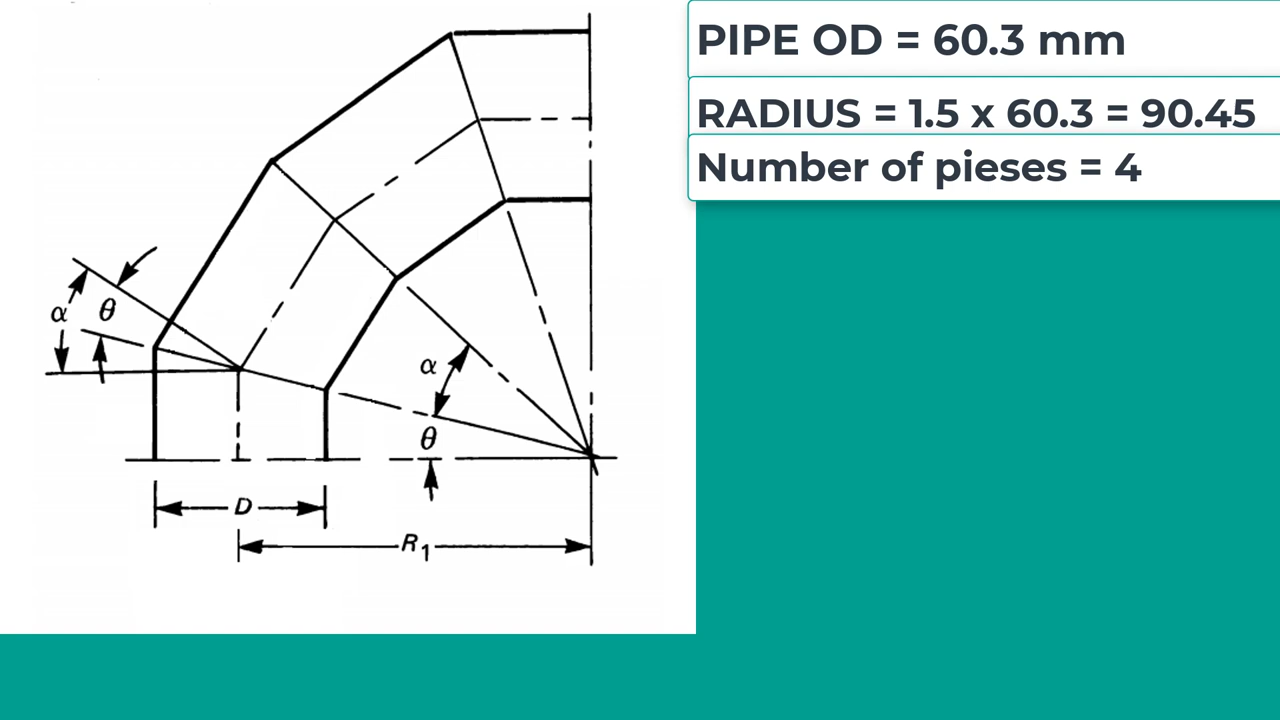 PIPE OD = 60.3 mm
RADIUS = 1.5 x 60.3 = 90.45
Number of pieses = 4
α
θ
α
θ
D
R1